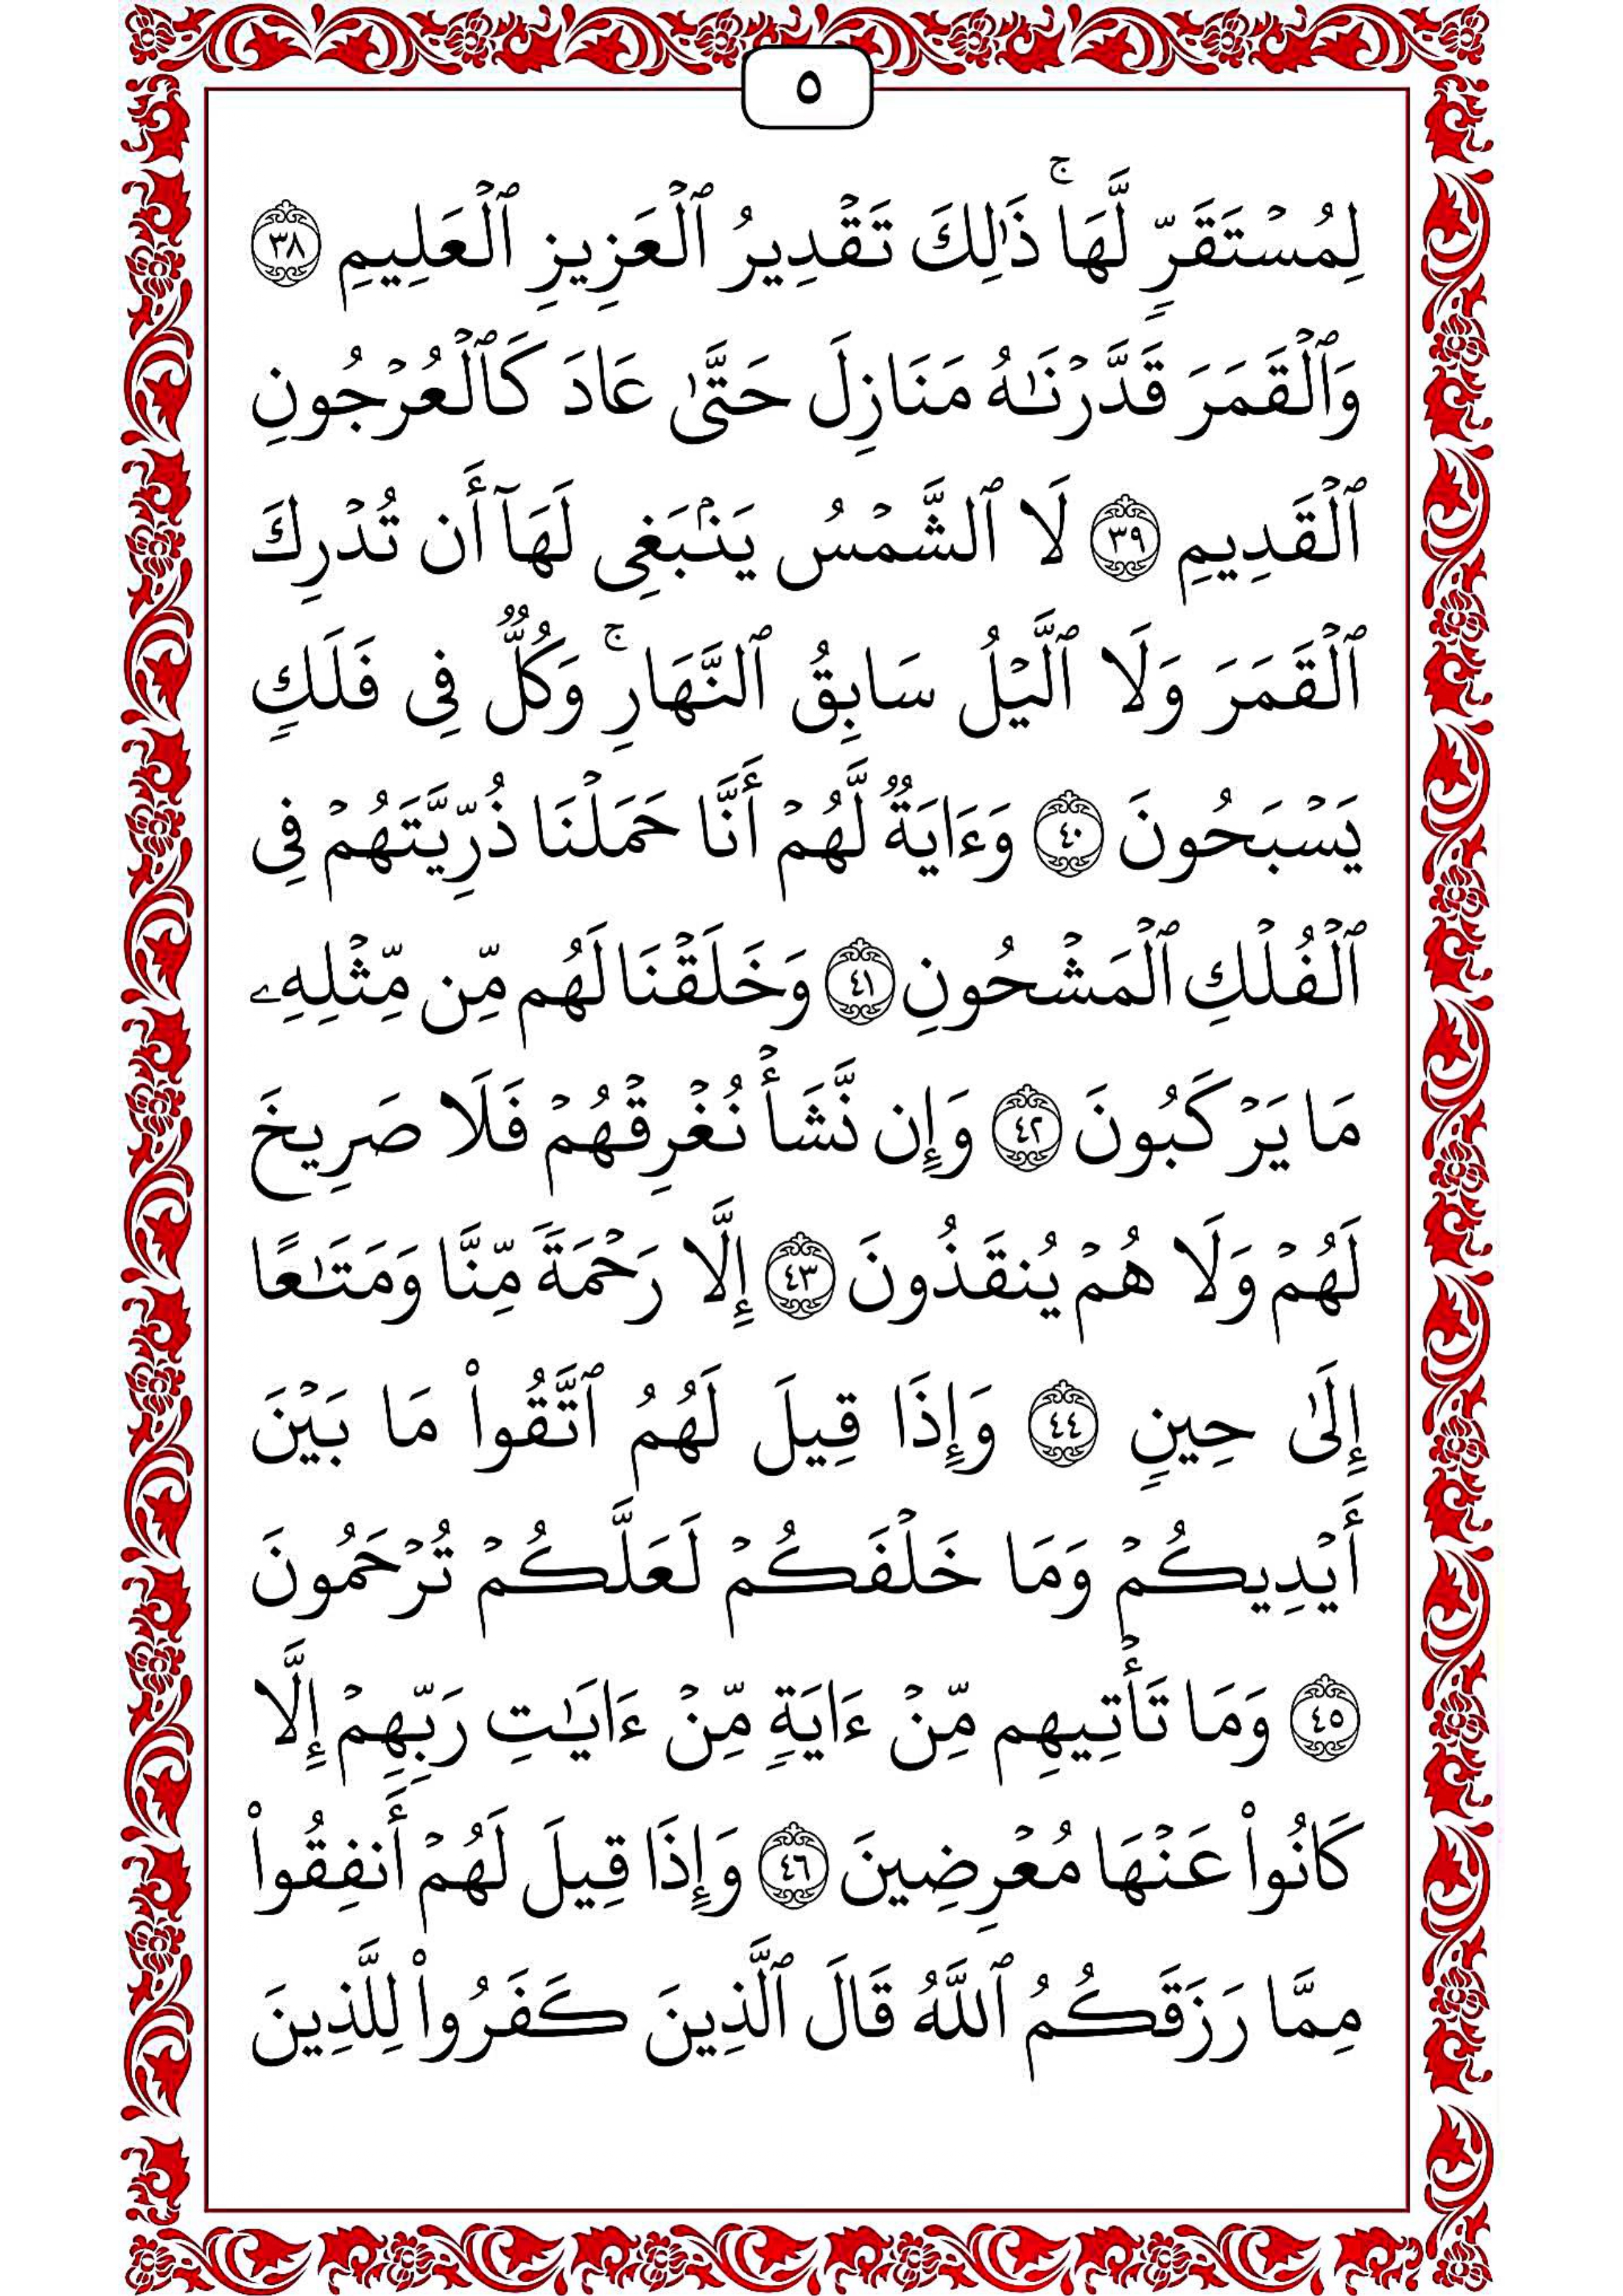 ٥
لِمُسۡتَقَرّٖ لَّهَاۚ ذَٰلِكَ تَقۡدِيرُ ٱلۡعَزِيزِ ٱلۡعَلِيمِ ٣٨
وَٱلۡقَمَرَ قَدَّرۡنَٰهُ مَنَازِلَ حَتَّىٰ عَادَ كَٱلۡعُرۡجُونِ
ٱلۡقَدِيمِ ٣٩ لَا ٱلشَّمۡسُ يَنۢبَغِي لَهَآ أَن تُدۡرِكَ
ٱلۡقَمَرَ وَلَا ٱلَّيۡلُ سَابِقُ ٱلنَّهَارِۚ وَكُلّٞ فِي فَلَكٖ
يَسۡبَحُونَ ٤٠ وَءَايَةٞ لَّهُمۡ أَنَّا حَمَلۡنَا ذُرِّيَّتَهُمۡ فِي
ٱلۡفُلۡكِ ٱلۡمَشۡحُونِ ٤١ وَخَلَقۡنَا لَهُم مِّن مِّثۡلِهِۦ
مَا يَرۡكَبُونَ ٤٢ وَإِن نَّشَأۡ نُغۡرِقۡهُمۡ فَلَا صَرِيخَ
لَهُمۡ وَلَا هُمۡ يُنقَذُونَ ٤٣ إِلَّا رَحۡمَةٗ مِّنَّا وَمَتَٰعًا
إِلَىٰ حِينٖ ٤٤ وَإِذَا قِيلَ لَهُمُ ٱتَّقُواْ مَا بَيۡنَ
أَيۡدِيكُمۡ وَمَا خَلۡفَكُمۡ لَعَلَّكُمۡ تُرۡحَمُونَ
٤٥ وَمَا تَأۡتِيهِم مِّنۡ ءَايَةٖ مِّنۡ ءَايَٰتِ رَبِّهِمۡ إِلَّا
كَانُواْ عَنۡهَا مُعۡرِضِينَ ٤٦ وَإِذَا قِيلَ لَهُمۡ أَنفِقُواْ
مِمَّا رَزَقَكُمُ ٱللَّهُ قَالَ ٱلَّذِينَ كَفَرُواْ لِلَّذِينَ